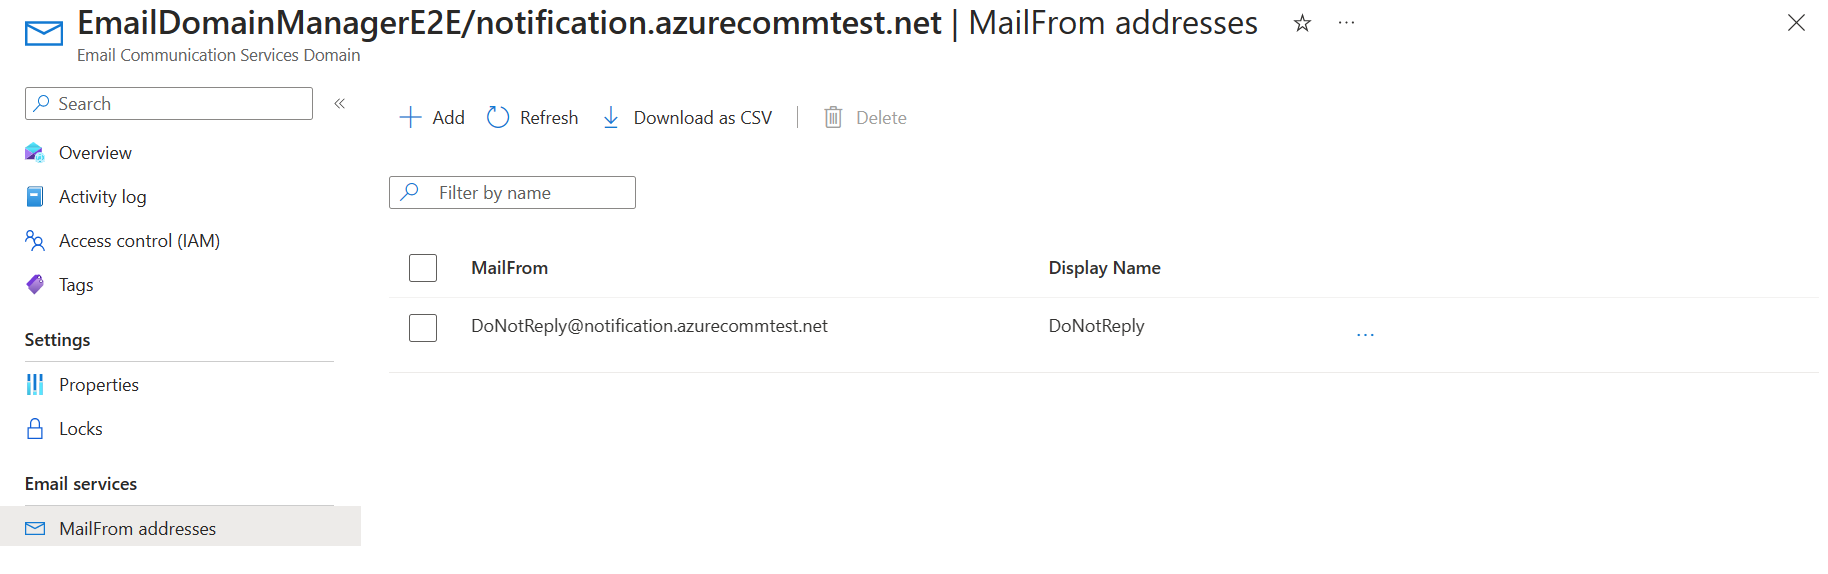 EmailDomainManagerE2E/notification.azurecommtest.net | MailFrom addresses
Email Communication Services Domain
Search
Overview
Activity log
Access control (IAM)
Tags
Settings
Properties
Locks
Email services
MailFrom addresses
Add Refresh Download as CSV Delete
Filter by name
MailFrom Display Name
DoNotReply@notification.azurecommtest.net DoNotReply